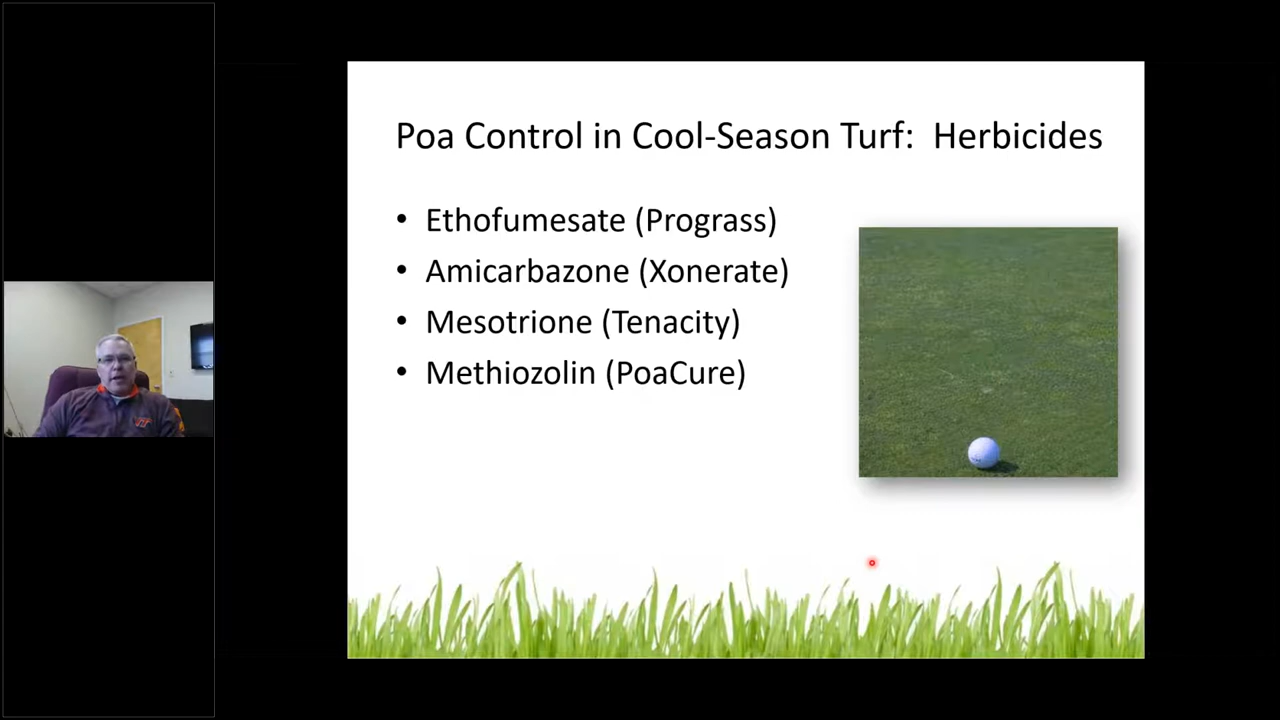 Poa Control in Cool-Season Turf: Herbicides
• Ethofumesate (Prograss)
• Amicarbazone (Xonerate)
• Mesotrione (Tenacity)
• Methiozolin (PoaCure)